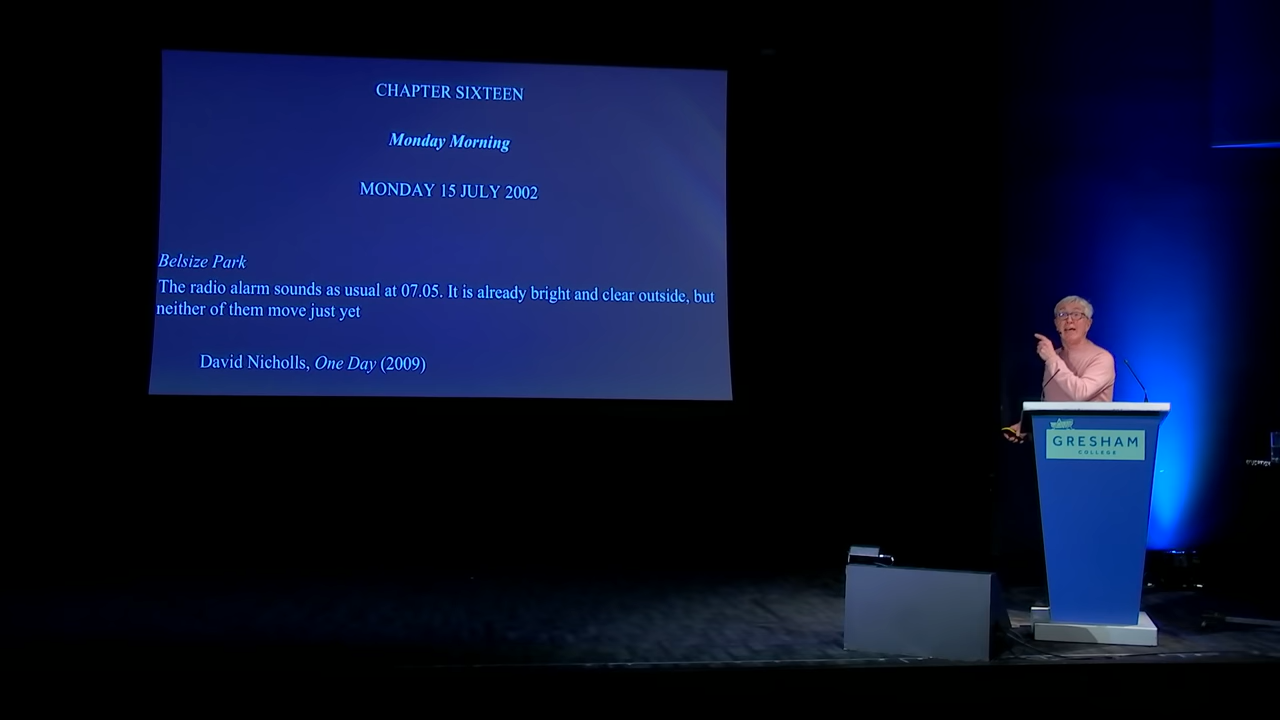 CHAPTER SIXTEEN
Monday Morning
MONDAY 15 JULY 2002
Belsize Park
The radio alarm sounds as usual at 07.05. It is already bright and clear outside, but
neither of them move just yet
David Nicholls, One Day (2009)
GRESHAM
COLLEGE